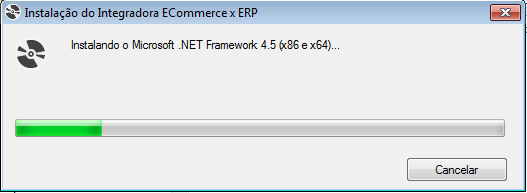 Instalação do Integradora ECommerce x ERP
Instalando o Microsoft .NET Framework 4.5 (x86 e x64)...
Cancelar